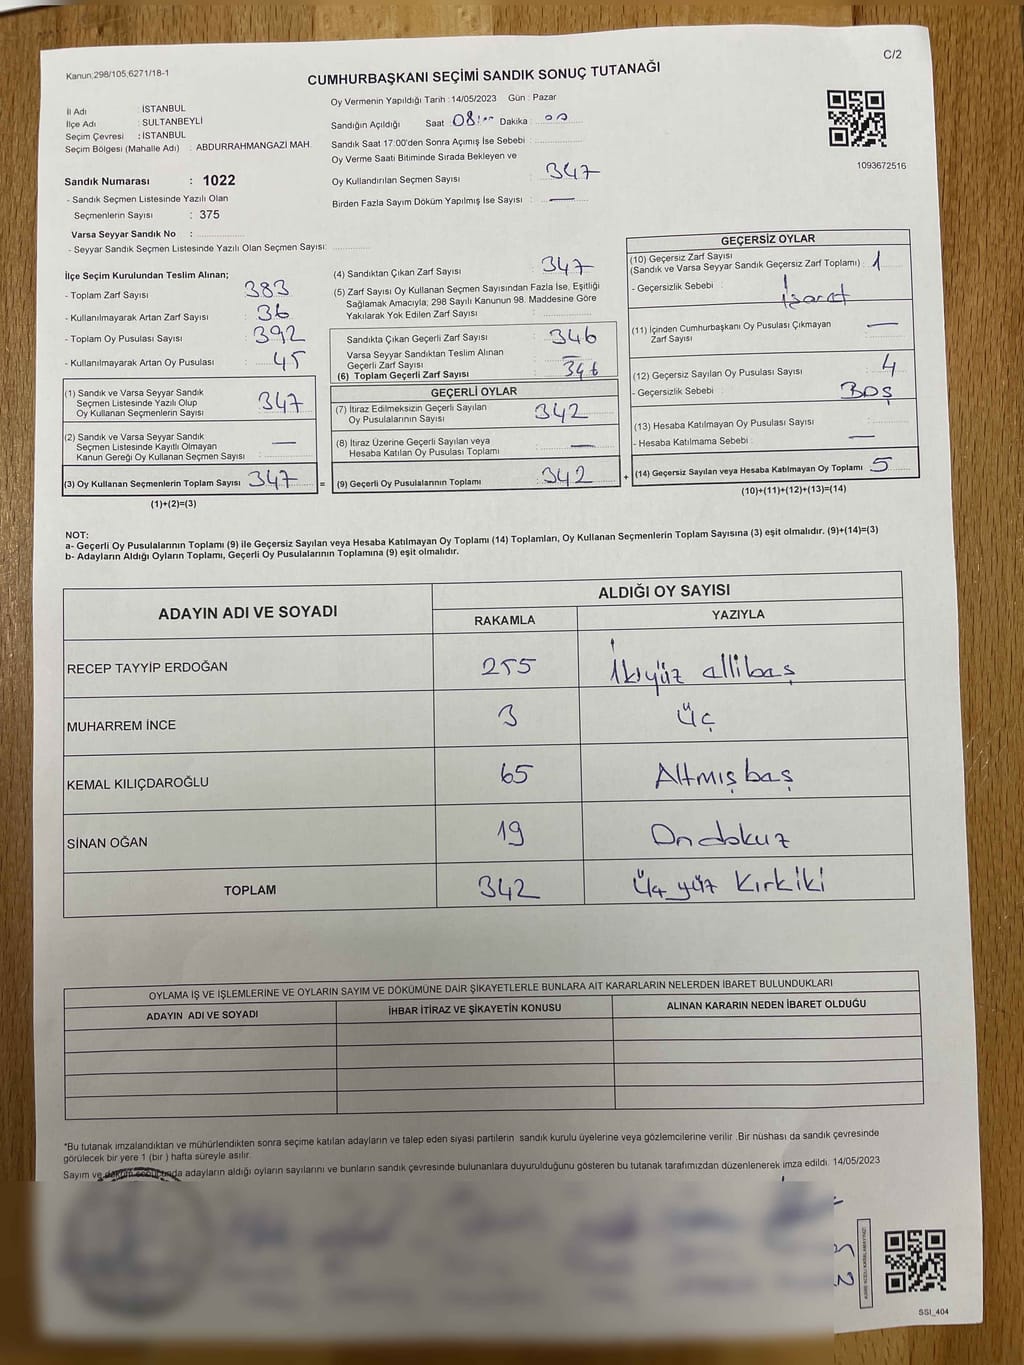 C/2
Kanun,298/105,6271/18-1
CUMHURBAŞKANI SEÇİMİ SANDIK SONUÇ TUTANAĞI
İl Adı : İSTANBUL
İlçe Adı : SULTANBEYLİ
Seçim Çevresi : İSTANBUL
Seçim Bölgesi (Mahalle Adı) : ABDURRAHMANGAZİ MAH.
Sandık Numarası : 1022
- Sandık Seçmen Listesinde Yazılı Olan
Seçmenlerin Sayısı : 375
Varsa Seyyar Sandık No :
- Seyyar Sandık Seçmen Listesinde Yazılı Olan Seçmen Sayısı:
Oy Vermenin Yapıldığı Tarih : 14/05/2023 Gün : Pazar
Sandığın Açıldığı Saat 08:00 Dakika : 00
Sandık Saat 17:00'den Sonra Açımış İse Sebebi :
Oy Verme Saati Bitiminde Sırada Bekleyen ve
Oy Kullandırılan Seçmen Sayısı : 347
Birden Fazla Sayım Döküm Yapılmış İse Sayısı : —
1093672516
İlçe Seçim Kurulundan Teslim Alınan;
- Toplam Zarf Sayısı : 383
- Kullanılmayarak Artan Zarf Sayısı : 36
- Toplam Oy Pusulası Sayısı : 392
- Kullanılmayarak Artan Oy Pusulası : 45
(1) Sandık ve Varsa Seyyar Sandık
Seçmen Listesinde Yazılı Olup
Oy Kullanan Seçmenlerin Sayısı : 347
(2) Sandık ve Varsa Seyyar Sandık
Seçmen Listesinde Kayıtlı Olmayan
Kanun Gereği Oy Kullanan Seçmen Sayısı : —
(3) Oy Kullanan Seçmenlerin Toplam Sayısı : 347 =
(1)+(2)=(3)
(4) Sandıktan Çıkan Zarf Sayısı : 347
(5) Zarf Sayısı Oy Kullanan Seçmen Sayısından Fazla İse, Eşitliği
Sağlamak Amacıyla; 298 Sayılı Kanunun 98. Maddesine Göre
Yakılarak Yok Edilen Zarf Sayısı :
Sandıkta Çıkan Geçerli Zarf Sayısı : 346
Varsa Seyyar Sandıktan Teslim Alınan
Geçerli Zarf Sayısı : —
(6) Toplam Geçerli Zarf Sayısı : 346
GEÇERLİ OYLAR
(7) İtiraz Edilmeksizin Geçerli Sayılan
Oy Pusulalarının Sayısı : 342
(8) İtiraz Üzerine Geçerli Sayılan veya
Hesaba Katılan Oy Pusulası Toplamı : —
(9) Geçerli Oy Pusulalarının Toplamı : 342 +
GEÇERSİZ OYLAR
(10) Geçersiz Zarf Sayısı
(Sandık ve Varsa Seyyar Sandık Geçersiz Zarf Toplamı) : 1
- Geçersizlik Sebebi : İşaret
(11) İçinden Cumhurbaşkanı Oy Pusulası Çıkmayan
Zarf Sayısı : —
(12) Geçersiz Sayılan Oy Pusulası Sayısı : 4
- Geçersizlik Sebebi : BOŞ
(13) Hesaba Katılmayan Oy Pusulası Sayısı :
- Hesaba Katılmama Sebebi : —
(14) Geçersiz Sayılan veya Hesaba Katılmayan Oy Toplamı : 5
(10)+(11)+(12)+(13)=(14)
NOT:
a- Geçerli Oy Pusulalarının Toplamı (9) ile Geçersiz Sayılan veya Hesaba Katılmayan Oy Toplamı (14) Toplamları, Oy Kullanan Seçmenlerin Toplam Sayısına (3) eşit olmalıdır. (9)+(14)=(3)
b- Adayların Aldığı Oyların Toplamı, Geçerli Oy Pusulalarının Toplamına (9) eşit olmalıdır.
ADAYIN ADI VE SOYADI
ALDIĞI OY SAYISI
RAKAMLA YAZIYLA
RECEP TAYYİP ERDOĞAN 255 İkiyüz allibaş
MUHARREM İNCE 3 üç
KEMAL KILIÇDAROĞLU 65 Altmış baş
SİNAN OĞAN 19 Ondokuz
TOPLAM 342 Üç yüz Kırkiki
OYLAMA İŞ VE İŞLEMLERİNE VE OYLARIN SAYIM VE DÖKÜMÜNE DAİR ŞİKAYETLERLE BUNLARA AİT KARARLARIN NELERDEN İBARET BULUNDUKLARI
ADAYIN ADI VE SOYADI İHBAR İTİRAZ VE ŞİKAYETİN KONUSU ALINAN KARARIN NEDEN İBARET OLDUĞU
*Bu tutanak imzalandıktan ve mühürlendikten sonra seçime katılan adayların ve talep eden siyasi partilerin sandık kurulu üyelerine veya gözlemcilerine verilir .Bir nüshası da sandık çevresinde
görülecek bir yere 1 (bir ) hafta süreyle asılır.
Sayım ve adayların aldığı oyların sayılarını ve bunların sandık çevresinde bulunanlara duyurulduğunu gösteren bu tutanak tarafımızdan düzenlenerek imza edildi. 14/05/2023
SSI_404